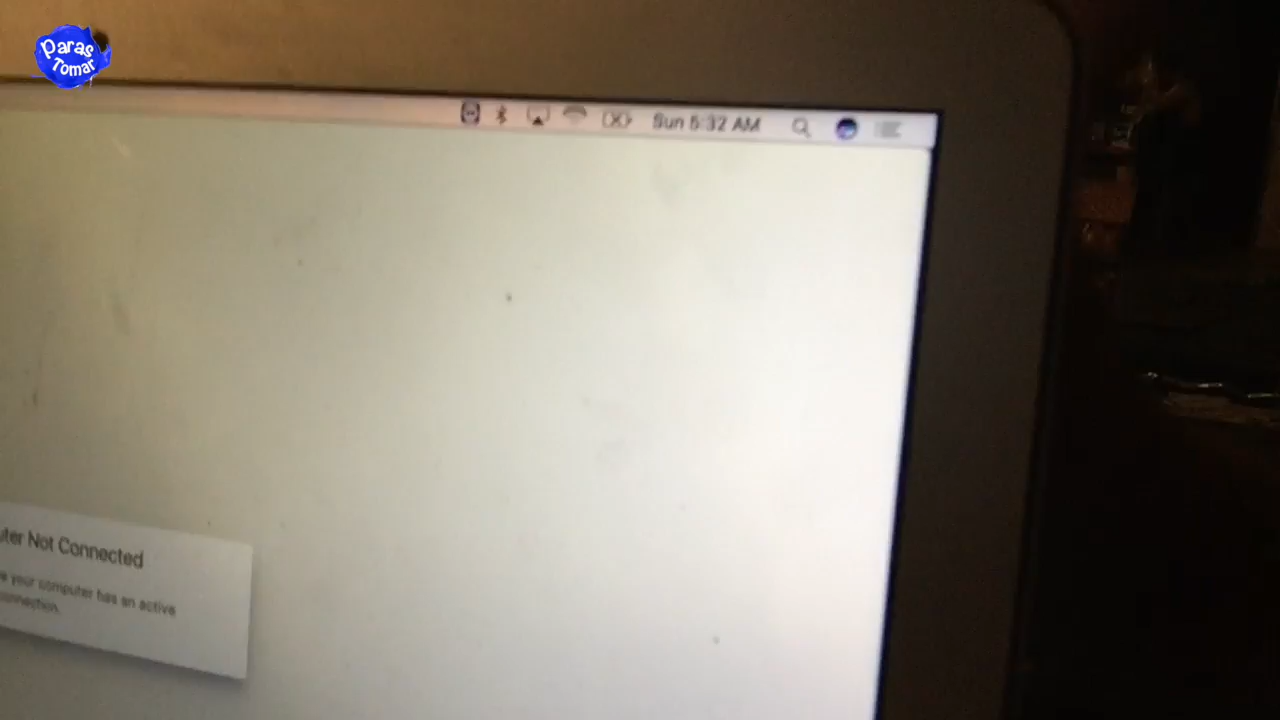 Paras
Tomar
Sun 5:32 AM
uter Not Connected
your computer has an active
connection.